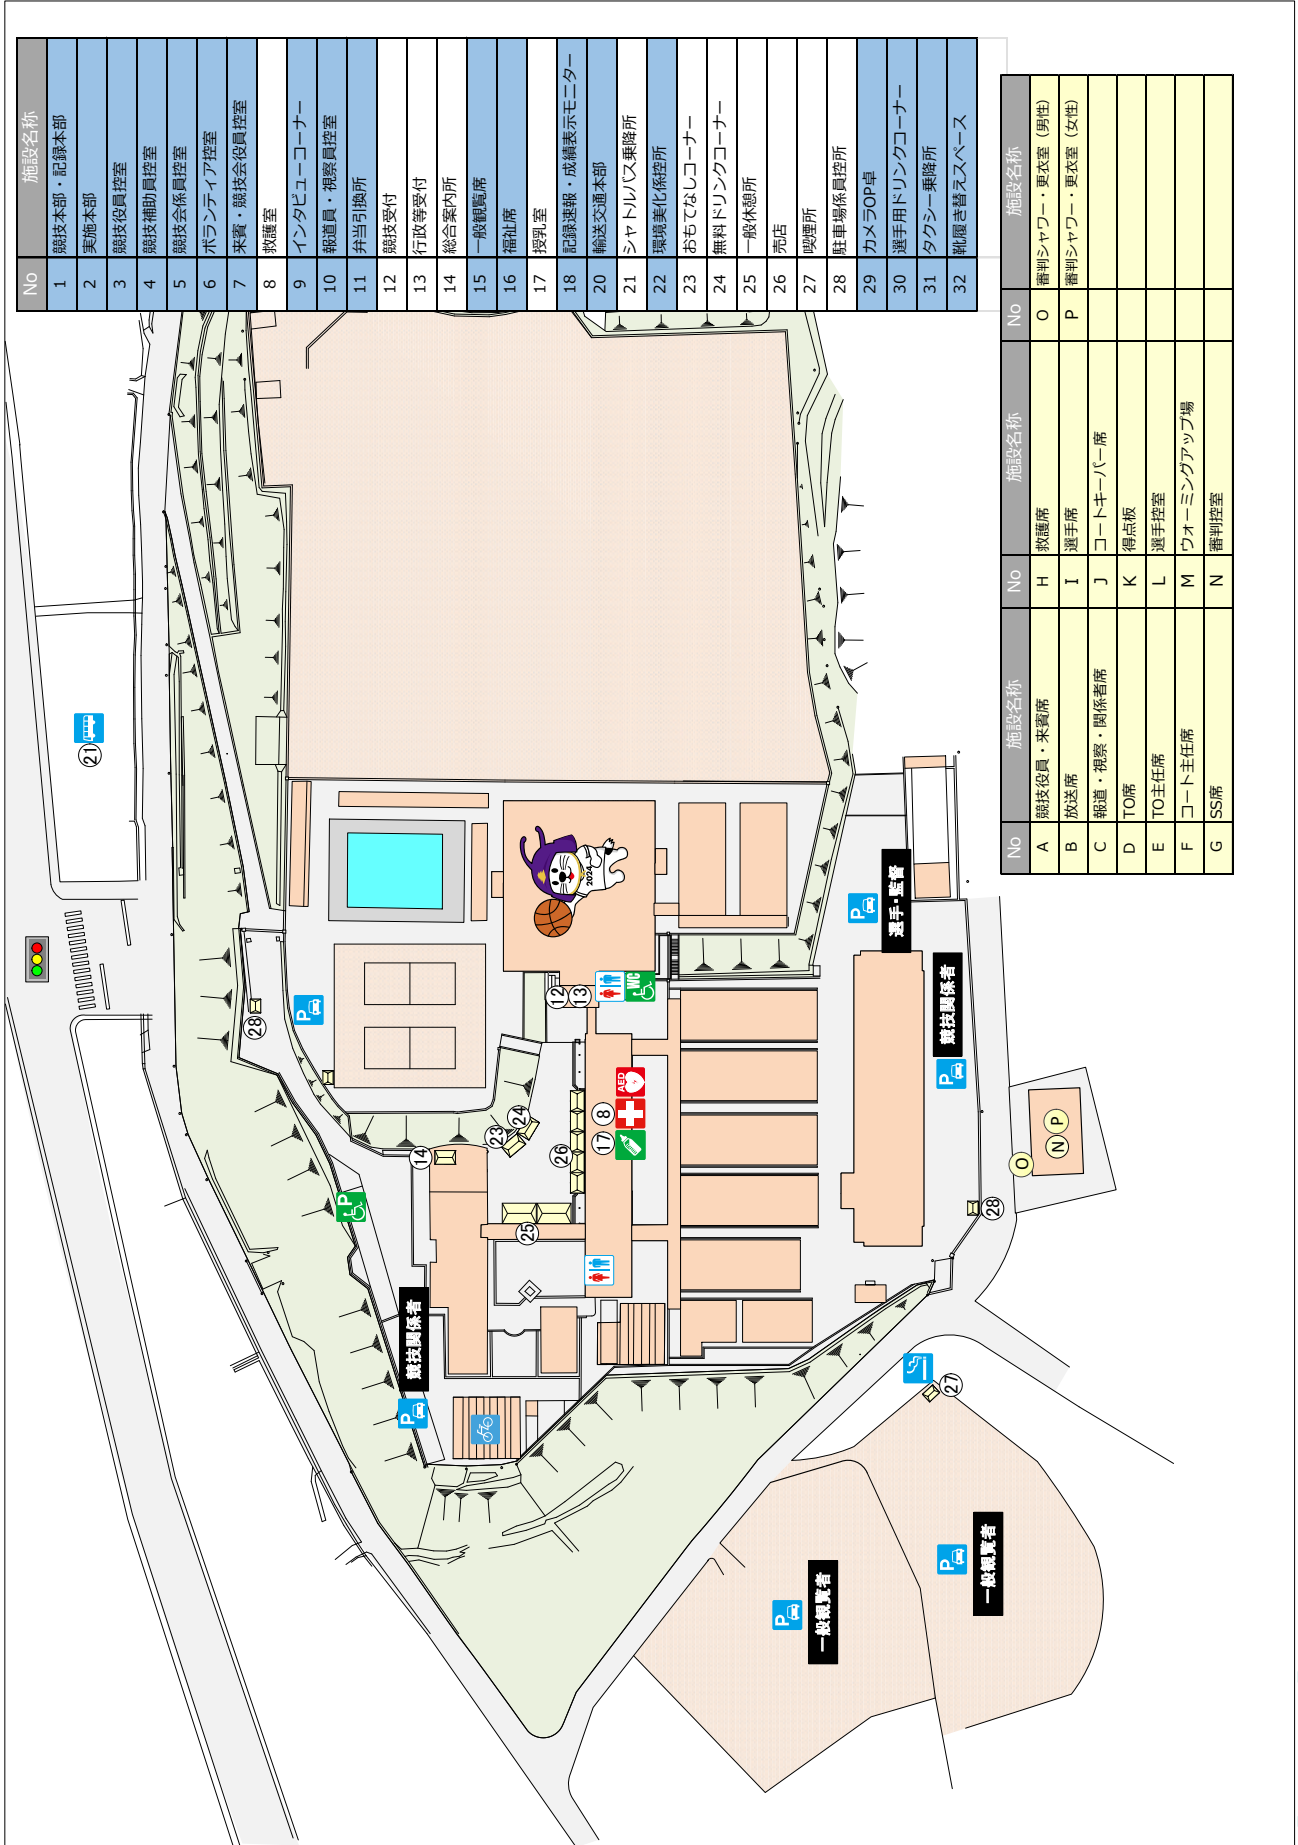 No 施設名称
1 競技本部・記録本部
2 実施本部
3 競技役員控室
4 競技補助員控室
5 競技会係員控室
6 ボランティア控室
7 来賓・競技会役員控室
8 救護室
9 インタビューコーナー
10 報道員・視察員控室
11 弁当引換所
12 競技受付
13 行政等受付
14 総合案内所
15 一般観覧席
16 福祉席
17 授乳室
18 記録速報・成績表示モニター
20 輸送交通本部
21 シャトルバス乗降所
22 環境美化係控所
23 おもてなしコーナー
24 無料ドリンクコーナー
25 一般休憩所
26 売店
27 喫煙所
28 駐車場係員控所
29 カメラOP卓
30 選手用ドリンクコーナー
31 タクシー乗降所
32 靴履き替えスペース
No 施設名称 No 施設名称 No 施設名称
A 競技役員・来賓席 H 救護席 O 審判シャワー・更衣室（男性）
B 放送席 I 選手席 P 審判シャワー・更衣室（女性）
C 報道・視察・関係者席 J コートキーパー席
D TO席 K 得点板
E TO主任席 L 選手控室
F コート主任席 M ウォーミングアップ場
G SS席 N 審判控室
21
28
P
P
14
23
24
25
26
12
13
WC
AED
8
17
2024
競技関係者
P
P
選手・監督
P
競技関係者
O
N
P
28
27
P
一般観覧者
P
一般観覧者